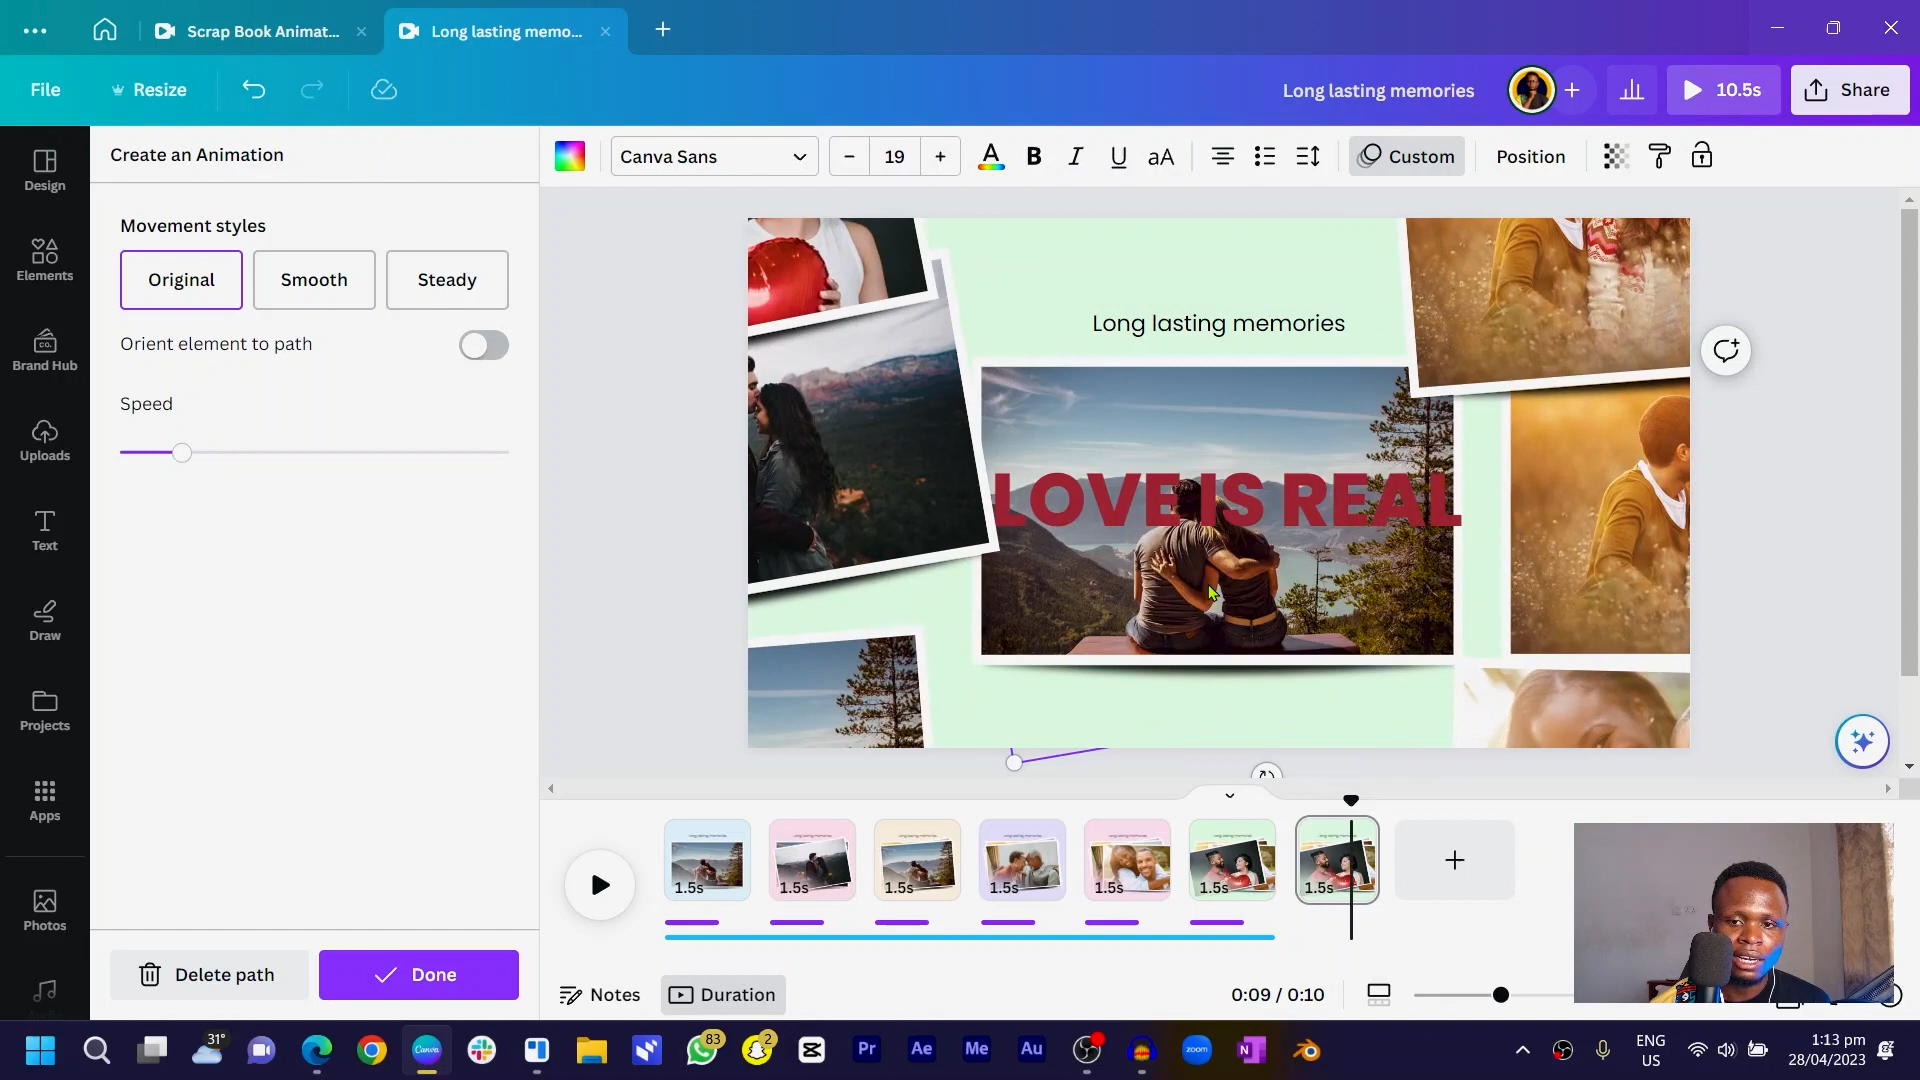 Scrap Book Animat...
Long lasting memo...
File
Resize
Long lasting memories
10.5s
Share
Create an Animation
Canva Sans
19
B
I
U
aA
Custom
Position
Design
Elements
Brand Hub
Uploads
Text
Draw
Projects
Apps
Photos
Audio
Movement styles
Original
Smooth
Steady
Orient element to path
Speed
Delete path
Done
Long lasting memories
LOVE IS REAL
1.5s
1.5s
1.5s
1.5s
1.5s
1.5s
1.5s
Notes
Duration
0:09 / 0:10
31°
Canva
83
2
Pr
Ae
Me
Au
zoom
N
ENG
US
1:13 pm
28/04/2023